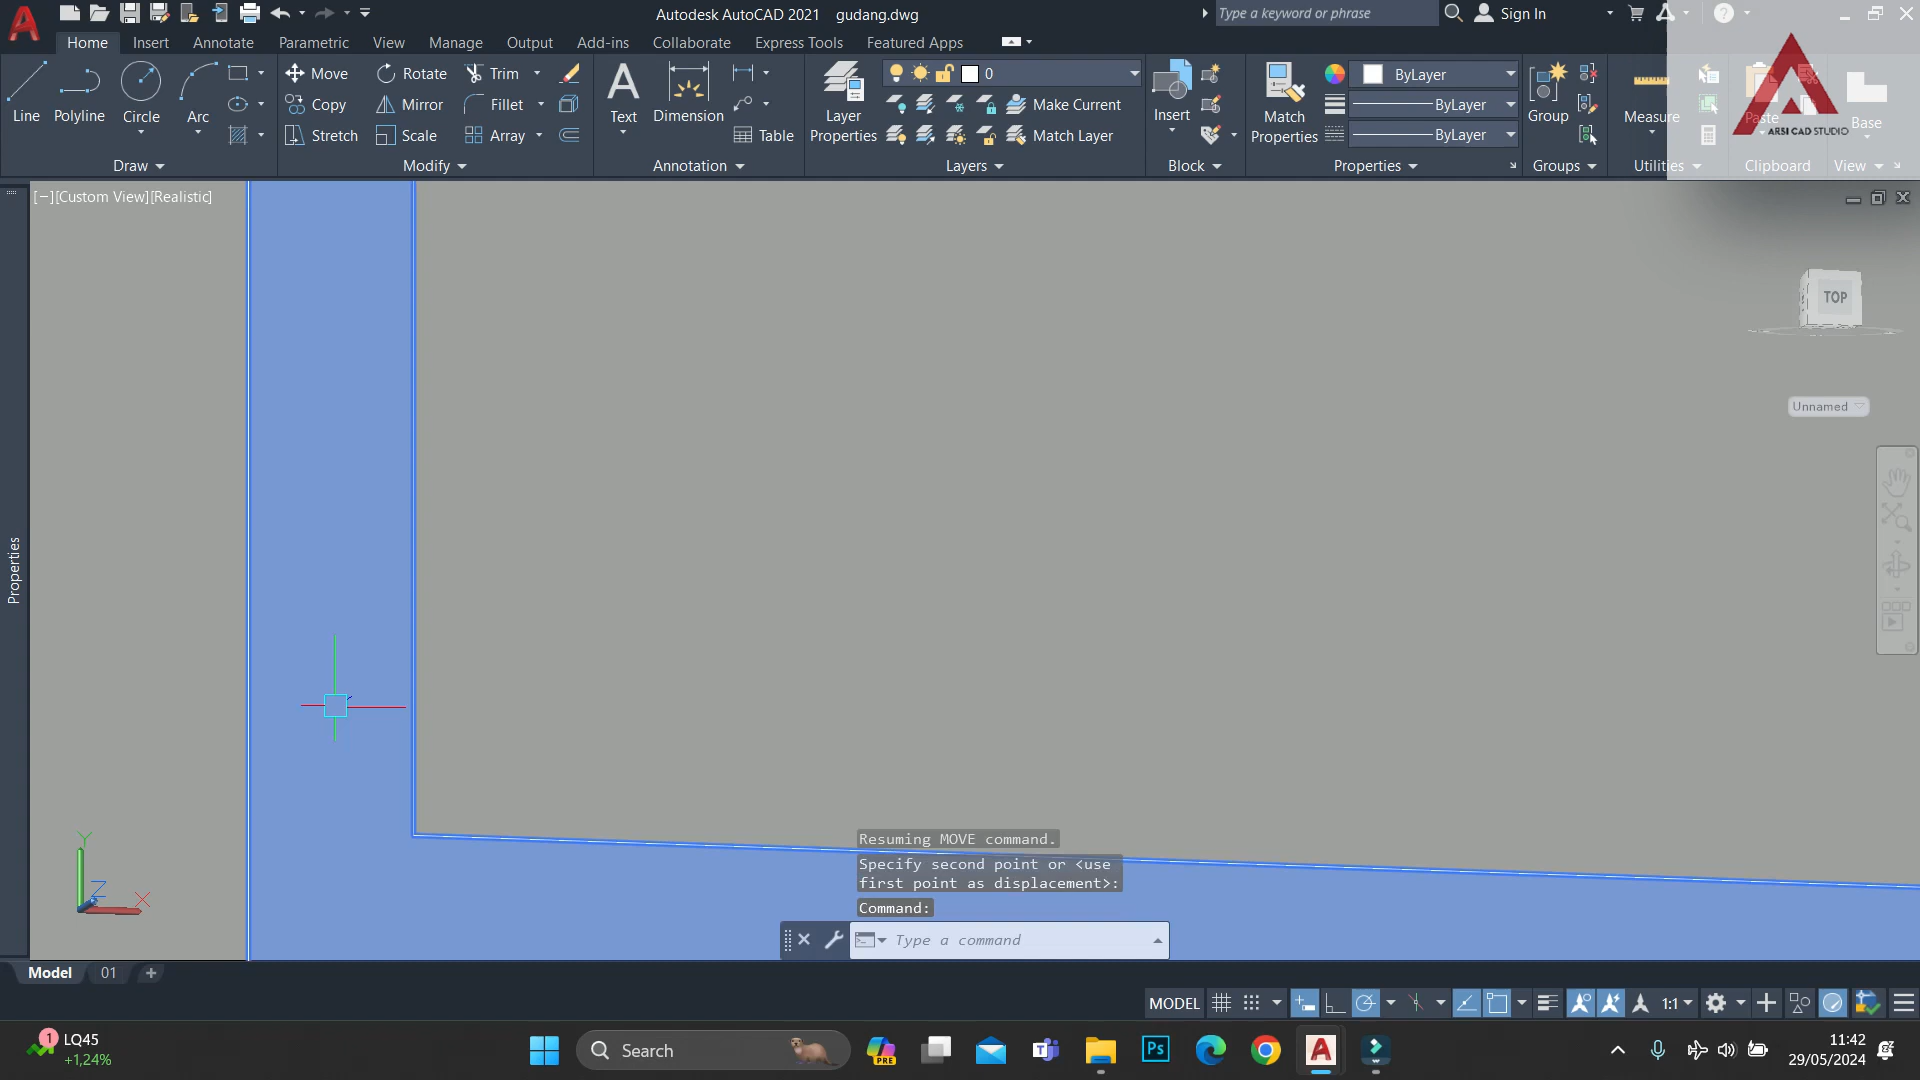 Autodesk AutoCAD 2021 gudang.dwg
Type a keyword or phrase
Sign In
Home Insert Annotate Parametric View Manage Output Add-ins Collaborate Express Tools Featured Apps
Line
Polyline
Circle
Arc
Draw
Move Rotate Trim
Copy Mirror Fillet
Stretch Scale Array
Modify
Text
Dimension
Table
Annotation
Layer
Properties
0
Make Current
Match Layer
Layers
Insert
Block
Match
Properties
ByLayer
ByLayer
ByLayer
Properties
Group
Groups
Measure
Utilities
Paste
Clipboard
Base
View
ARSI CAD STUDIO
[−][Custom View][Realistic]
TOP
Unnamed
Properties
Y
Z
X
Resuming MOVE command.
Specify second point or <use
first point as displacement>:
Command:
Type a command
Model 01 +
MODEL
1:1
1
LQ45
+1,24%
Search
PRE
Ps
11:42
29/05/2024